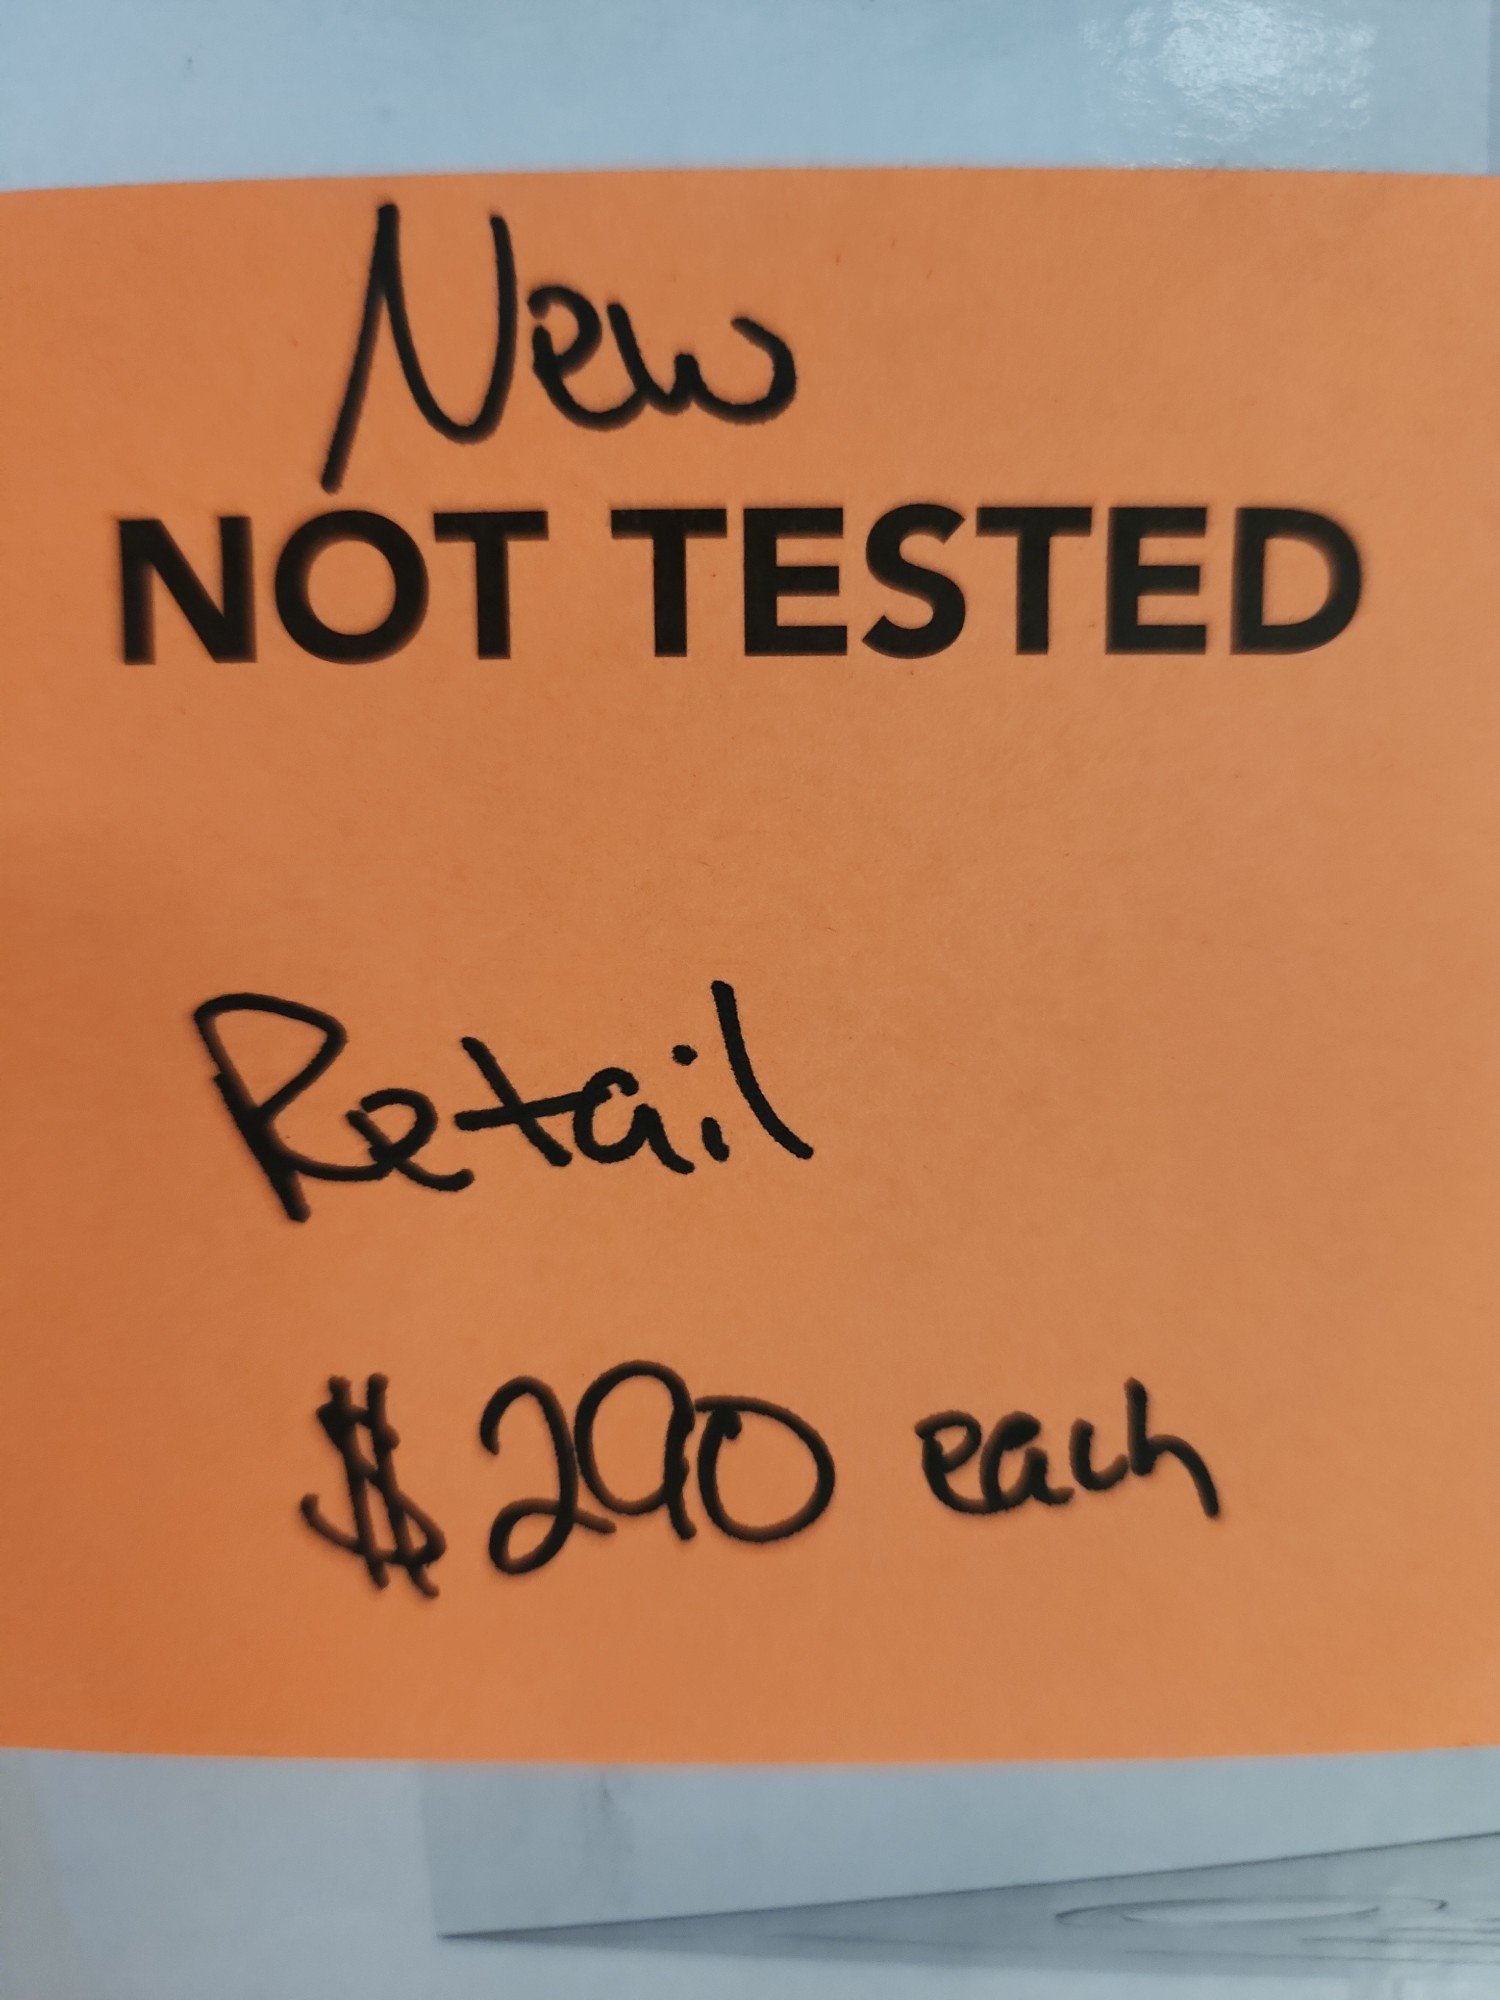 New
NOT TESTED
Retail
$290 each